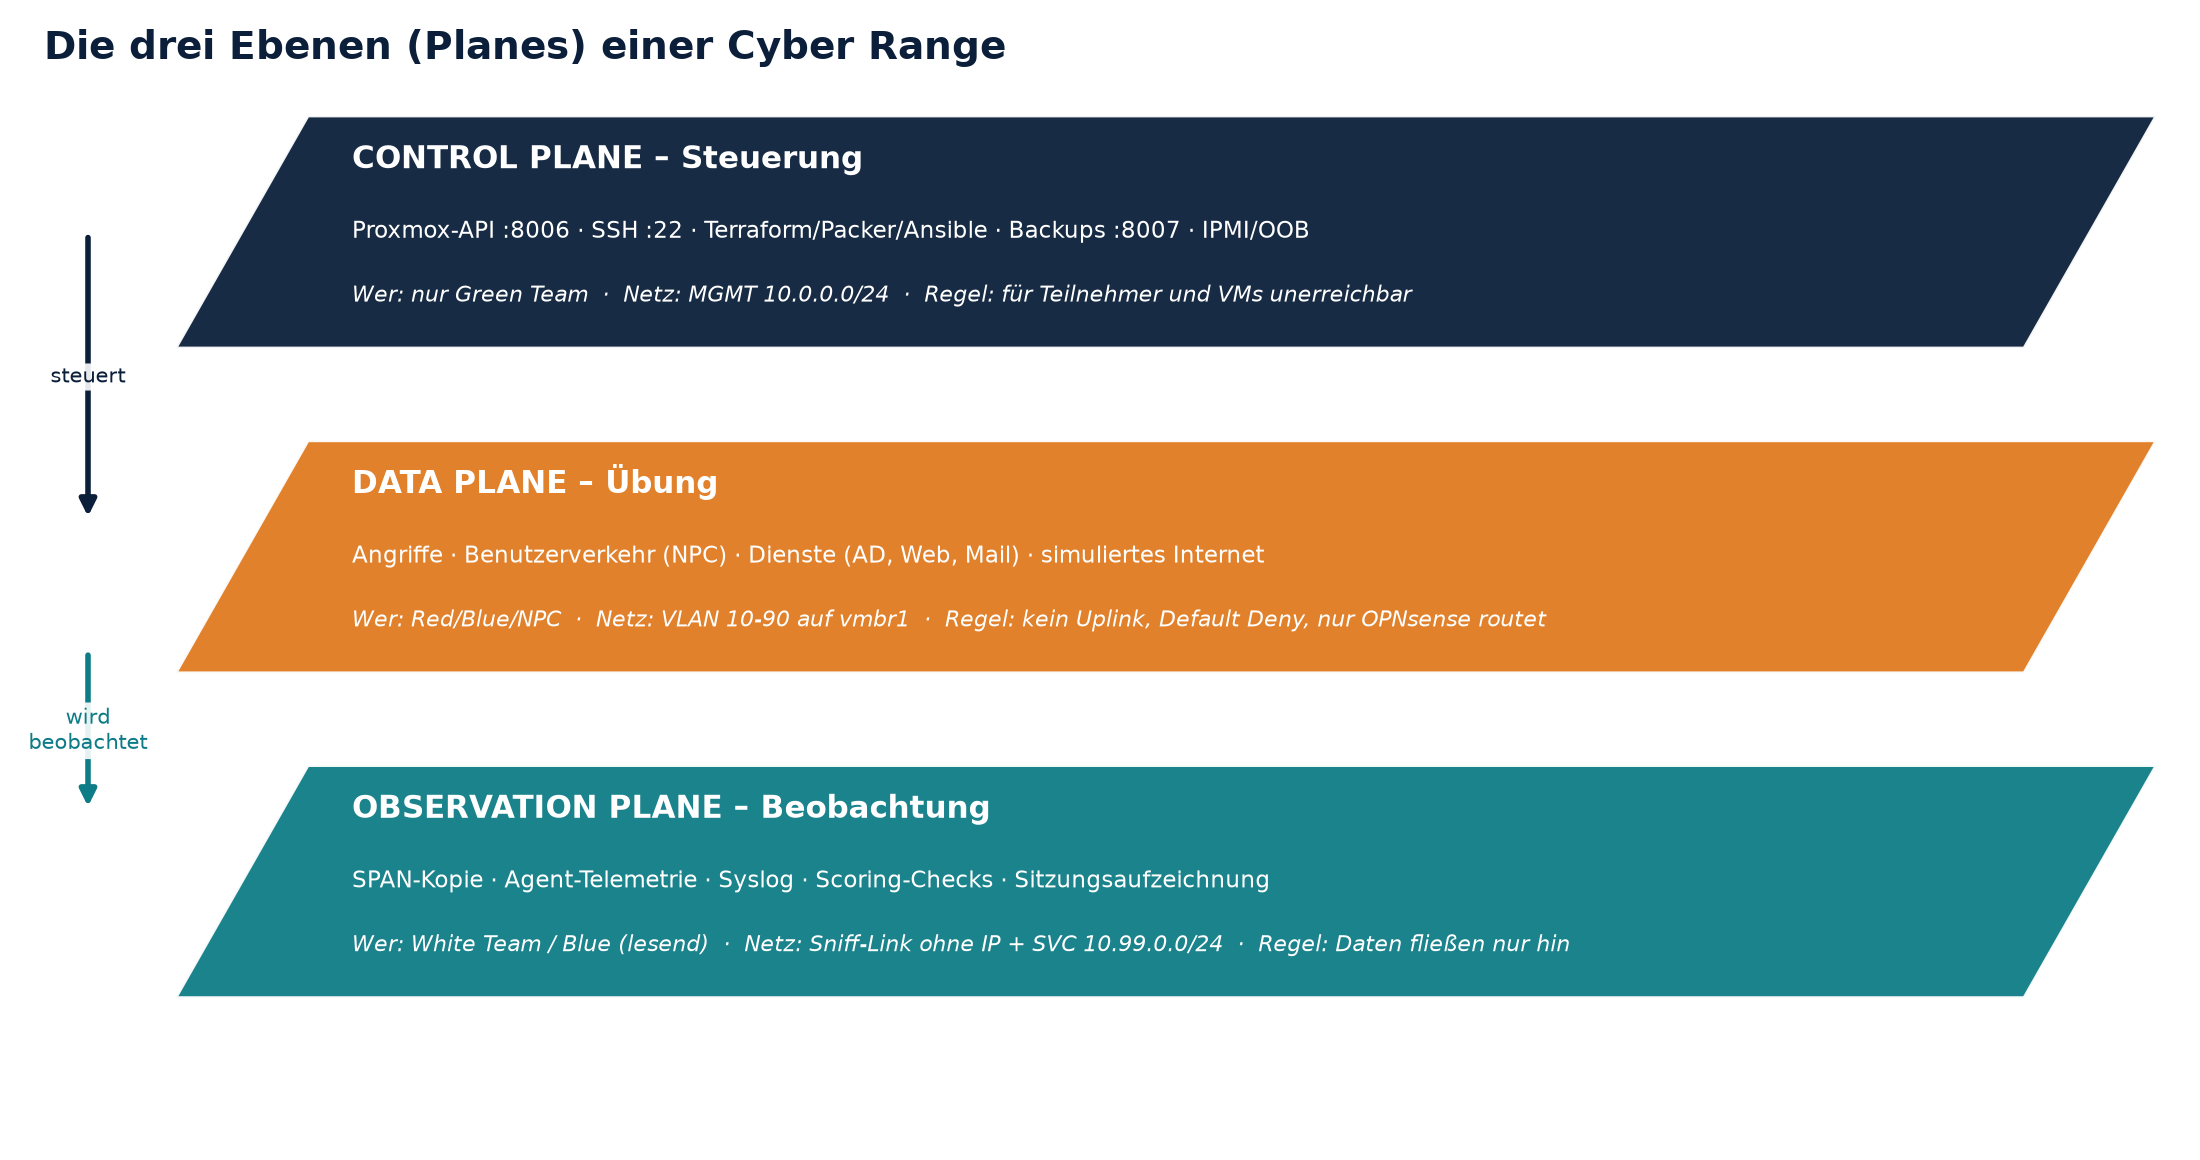 Die drei Ebenen (Planes) einer Cyber Range
CONTROL PLANE – Steuerung
Proxmox-API :8006 · SSH :22 · Terraform/Packer/Ansible · Backups :8007 · IPMI/OOB
Wer: nur Green Team · Netz: MGMT 10.0.0.0/24 · Regel: für Teilnehmer und VMs unerreichbar
steuert
DATA PLANE – Übung
Angriffe · Benutzerverkehr (NPC) · Dienste (AD, Web, Mail) · simuliertes Internet
Wer: Red/Blue/NPC · Netz: VLAN 10-90 auf vmbr1 · Regel: kein Uplink, Default Deny, nur OPNsense routet
wird
beobachtet
OBSERVATION PLANE – Beobachtung
SPAN-Kopie · Agent-Telemetrie · Syslog · Scoring-Checks · Sitzungsaufzeichnung
Wer: White Team / Blue (lesend) · Netz: Sniff-Link ohne IP + SVC 10.99.0.0/24 · Regel: Daten fließen nur hin